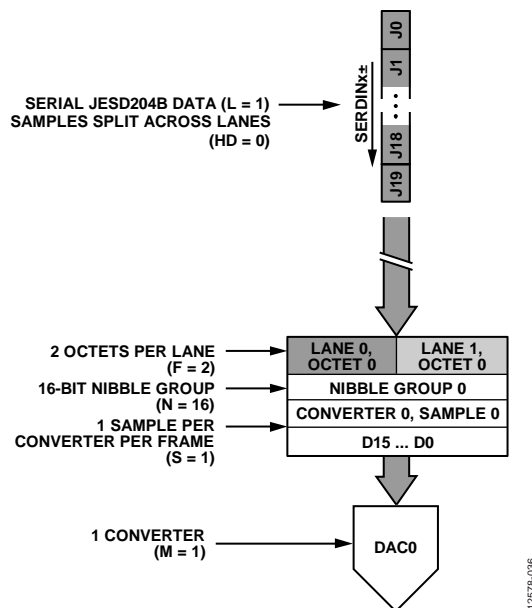 J0
J1
SERDINx±
SERIAL JESD204B DATA (L = 1)
SAMPLES SPLIT ACROSS LANES
(HD = 0)
J18
J19
2 OCTETS PER LANE
(F = 2)
LANE 0,
OCTET 0
LANE 1,
OCTET 0
16-BIT NIBBLE GROUP
(N = 16)
NIBBLE GROUP 0
1 SAMPLE PER
CONVERTER PER FRAME
(S = 1)
CONVERTER 0, SAMPLE 0
D15 ... D0
1 CONVERTER
(M = 1)
DAC0
12578-026